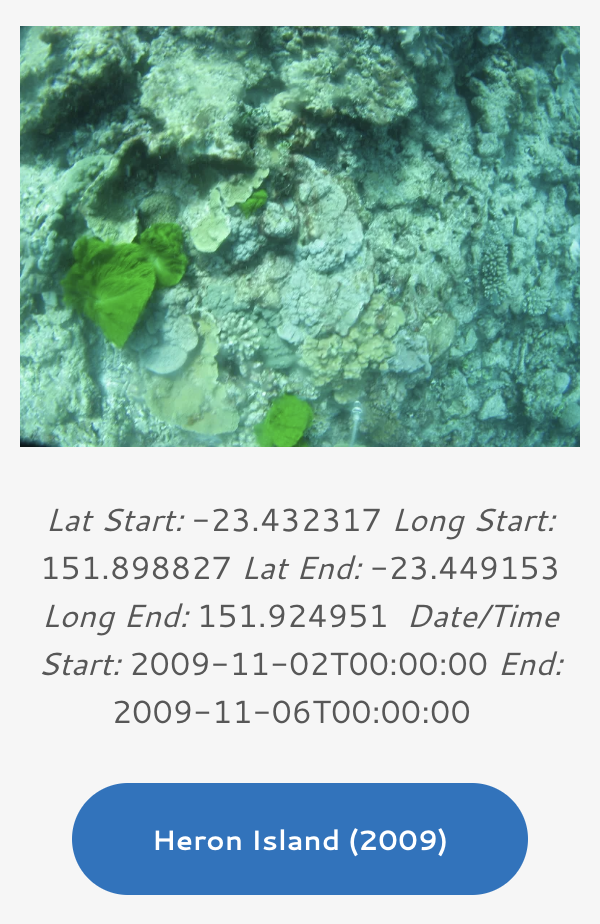 Lat Start: -23.432317 Long Start:
151.898827 Lat End: -23.449153
Long End: 151.924951 Date/Time
Start: 2009-11-02T00:00:00 End:
2009-11-06T00:00:00
Heron Island (2009)